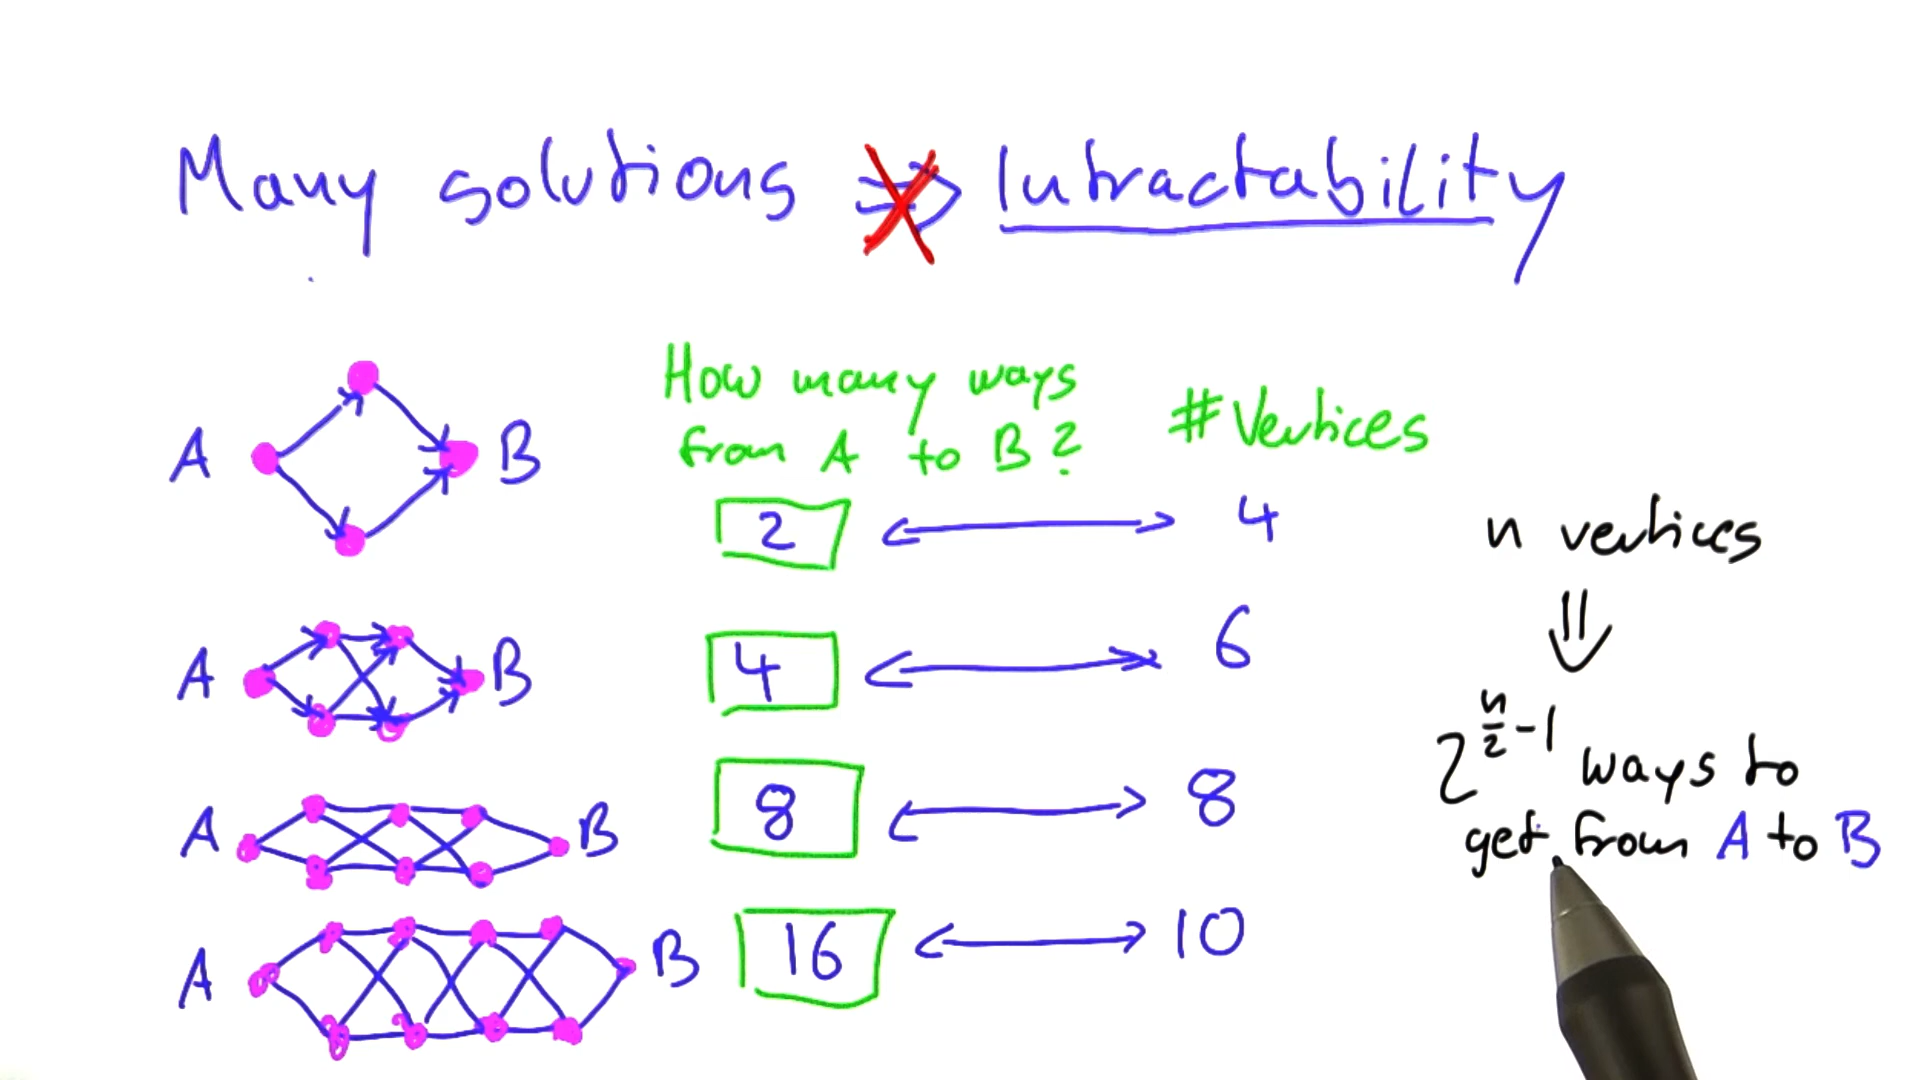 Many solutions ⇒ Intractability
How many ways
from A to B?
#Vertices
A B
2 4
n vertices
A B
4 6
2^(n/2 - 1) ways to
get from A to B
A B
8 8
A B
16 10